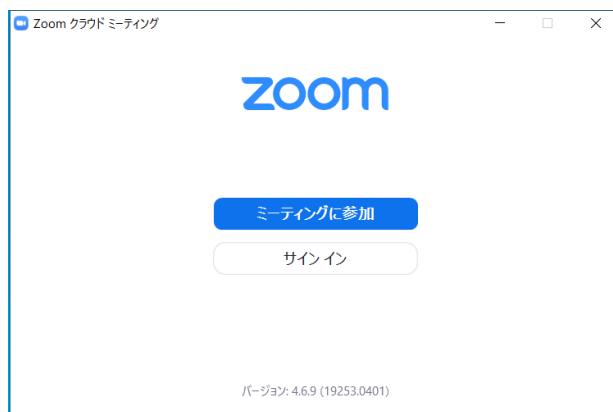 Zoom クラウド ミーティング
zoom
ミーティングに参加
サイン イン
バージョン: 4.6.9 (19253.0401)